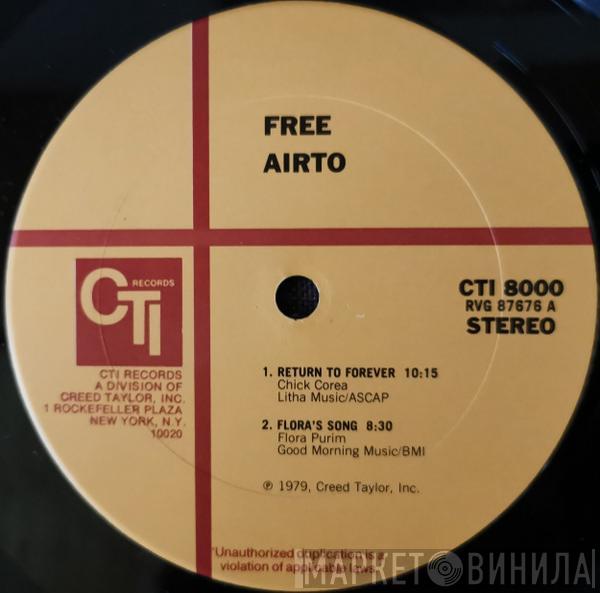 FREE
AIRTO
CTI
RECORDS
CTI 8000
RVG 87676 A
STEREO
CTI RECORDS
A DIVISION OF
CREED TAYLOR, INC.
1 ROCKEFELLER PLAZA
NEW YORK, N.Y.
10020
1. RETURN TO FOREVER 10:15
Chick Corea
Litha Music/ASCAP
2. FLORA'S SONG 8:30
Flora Purim
Good Morning Music/BMI
℗ 1979, Creed Taylor, Inc.
"Unauthorized duplication is a
violation of applicable laws."
МАРКЕТ ВИНИЛА